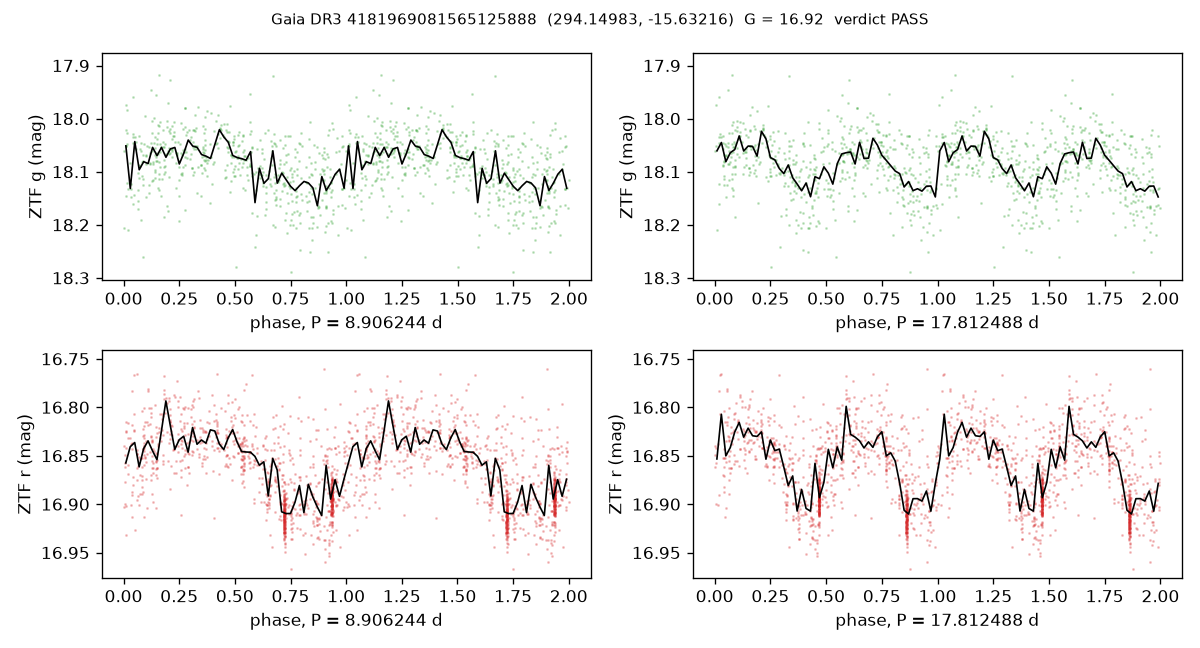 Gaia DR3 4181969081565125888 (294.14983, -15.63216) G = 16.92 verdict PASS
17.9
18.0
18.1
18.2
18.3
ZTF g (mag)
0.00 0.25 0.50 0.75 1.00 1.25 1.50 1.75 2.00
phase, P = 8.906244 d
17.9
18.0
18.1
18.2
18.3
ZTF g (mag)
0.00 0.25 0.50 0.75 1.00 1.25 1.50 1.75 2.00
phase, P = 17.812488 d
16.75
16.80
16.85
16.90
16.95
ZTF r (mag)
0.00 0.25 0.50 0.75 1.00 1.25 1.50 1.75 2.00
phase, P = 8.906244 d
16.75
16.80
16.85
16.90
16.95
ZTF r (mag)
0.00 0.25 0.50 0.75 1.00 1.25 1.50 1.75 2.00
phase, P = 17.812488 d